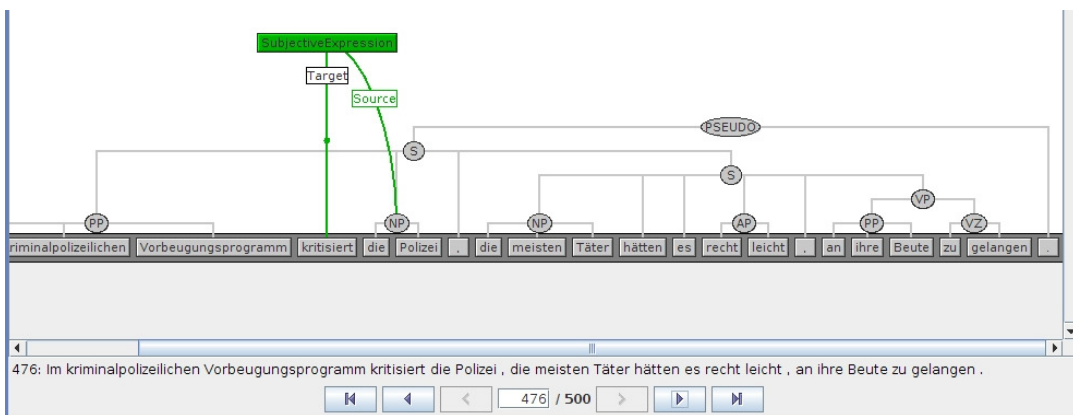 SubjectiveExpression
Target
Source
PSEUDO
S
S
VP
PP NP NP AP PP VZ
riminalpolizeilichen Vorbeugungsprogramm kritisiert die Polizei , die meisten Täter hätten es recht leicht , an ihre Beute zu gelangen .
476: Im kriminalpolizeilichen Vorbeugungsprogramm kritisiert die Polizei , die meisten Täter hätten es recht leicht , an ihre Beute zu gelangen .
476 / 500